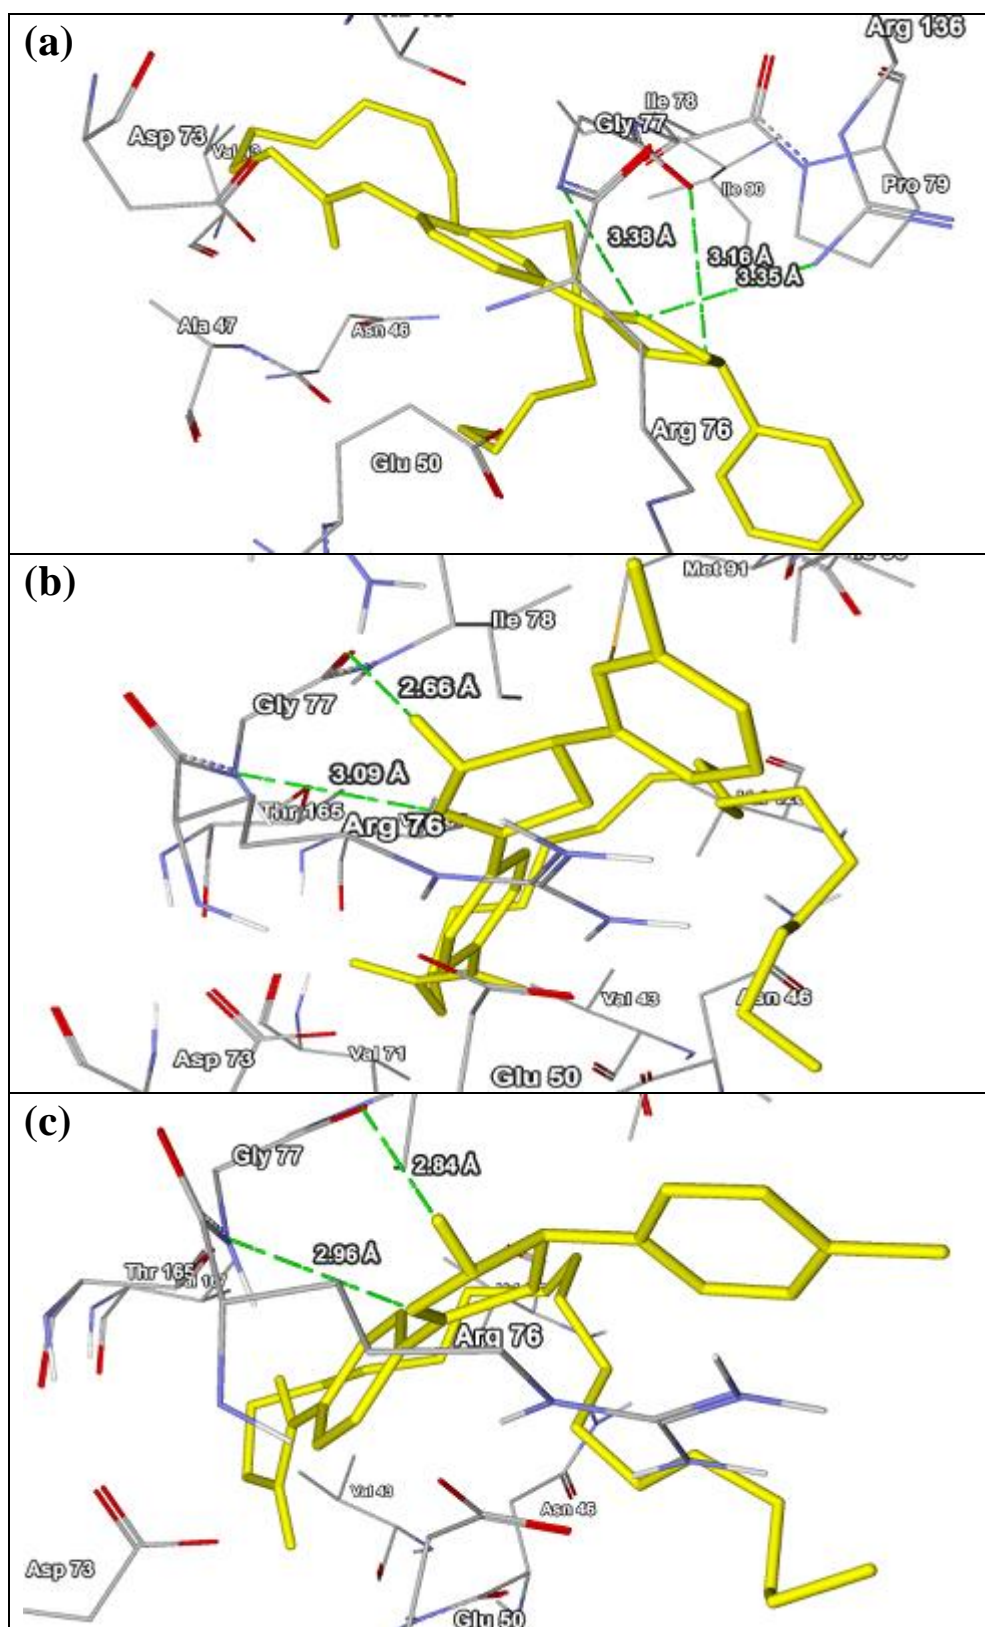 (a)
Arg 136
Ile 78
Gly 77
Asp 73
Ile 90
Pro 79
3.38 Å
3.16 Å
3.35 Å
Ala 47
Asn 46
Arg 76
Glu 50
(b)
Met 91
Ile 78
2.66 Å
Gly 77
3.09 Å
Thr 165
Arg 76
Val 43
Asn 46
Asp 73
Val 71
Glu 50
(c)
Gly 77
2.84 Å
2.96 Å
Thr 165
Arg 76
Val 43
Asn 46
Asp 73
Glu 50